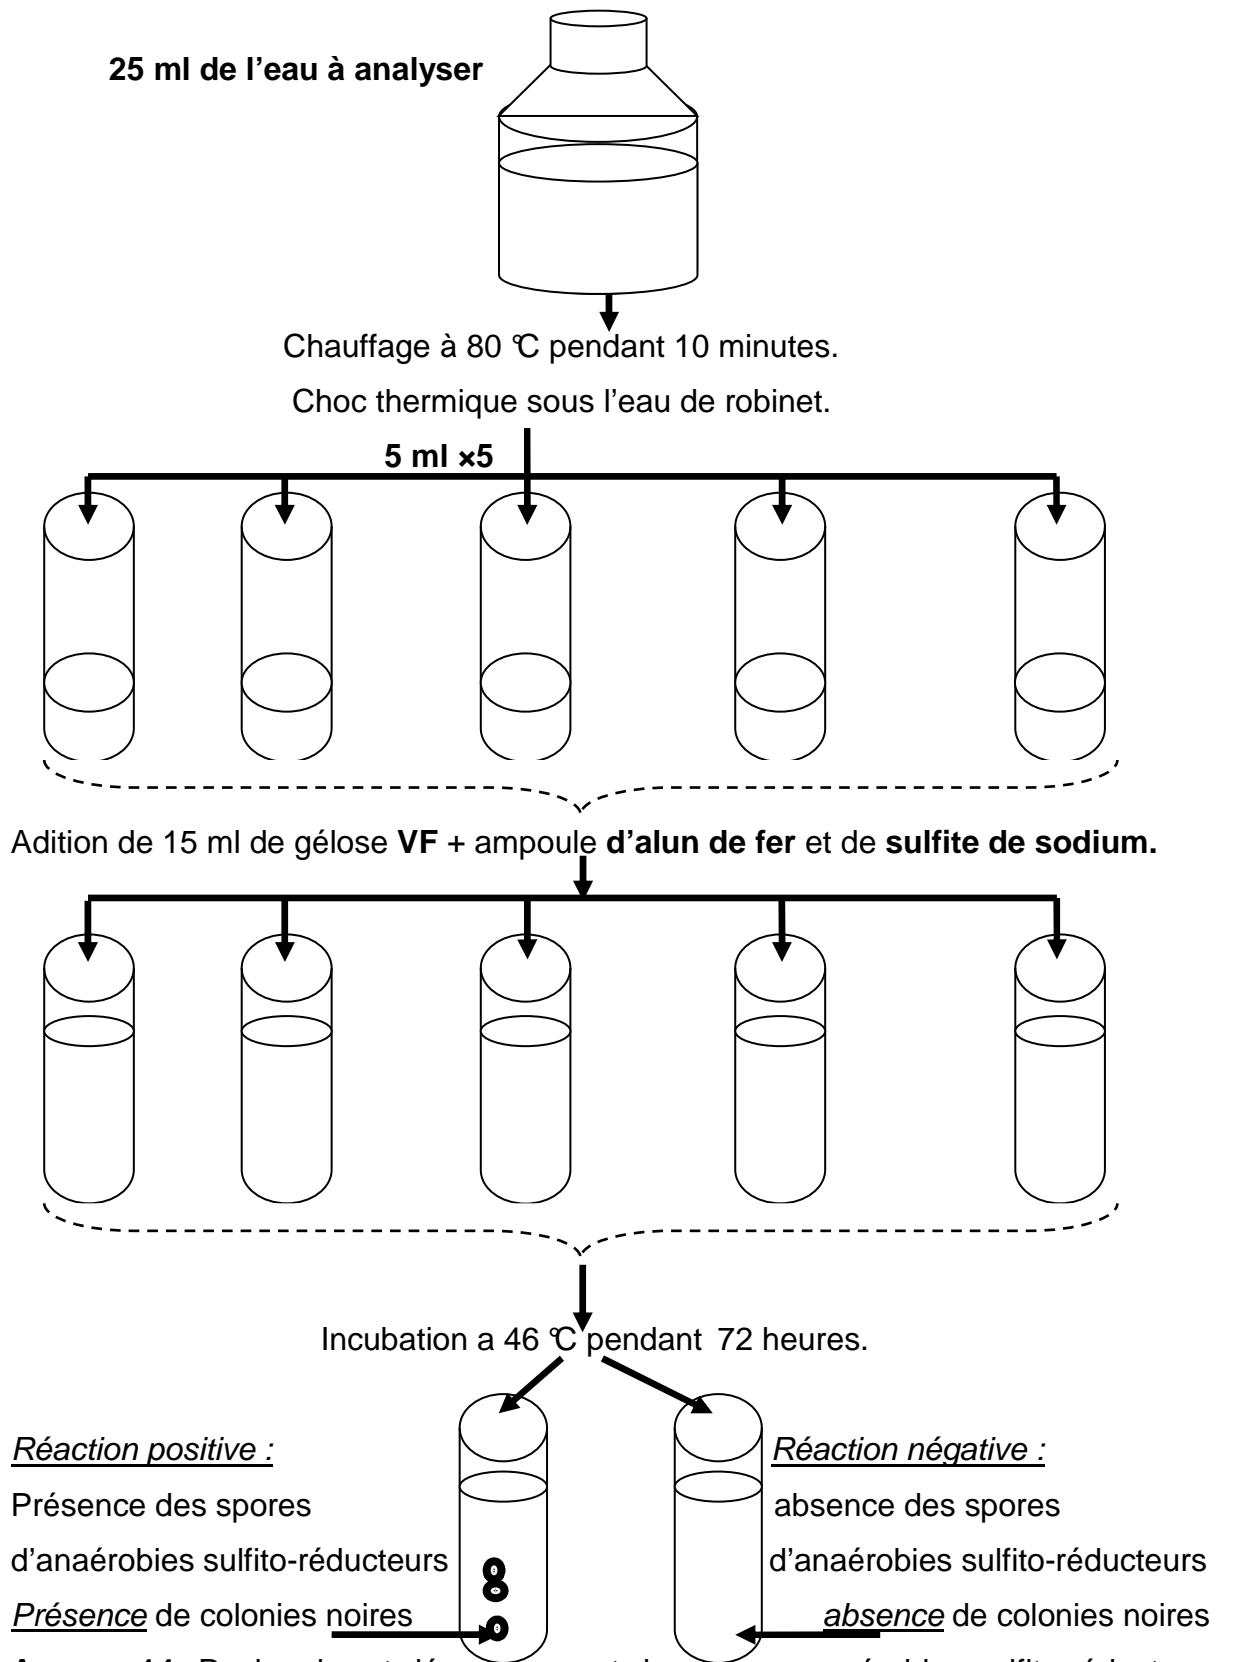 25 ml de l’eau à analyser
Chauffage à 80 °C pendant 10 minutes.
Choc thermique sous l’eau de robinet.
5 ml ×5
Adition de 15 ml de gélose VF + ampoule d’alun de fer et de sulfite de sodium.
Incubation a 46 °C pendant 72 heures.
Réaction positive :
Présence des spores
d’anaérobies sulfito-réducteurs
Présence de colonies noires
Réaction négative :
absence des spores
d’anaérobies sulfito-réducteurs
absence de colonies noires